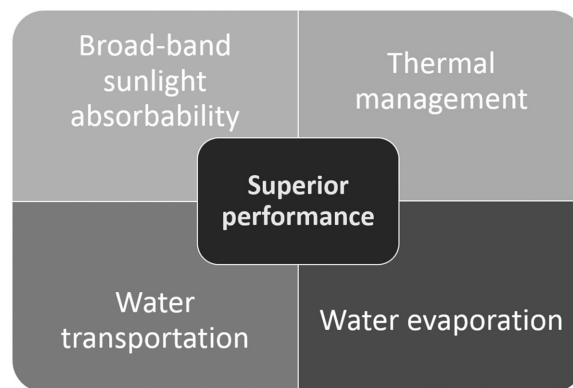 Broad-band
sunlight
absorbability
Thermal
management
Superior
performance
Water
transportation
Water evaporation